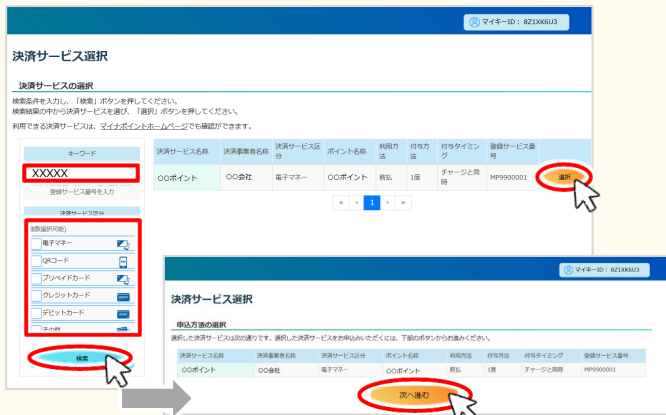 マイキーID : 8Z1XK6U3
決済サービス選択
決済サービスの選択
検索条件を入力し、「検索」ボタンを押してください。
検索結果の中から決済サービスを選び、「選択」ボタンを押してください。
利用できる決済サービスは、マイナポイントホームページでも確認ができます。
キーワード
XXXXX
登録サービス番号を入力
決済サービス区分
(複数選択可能)
電子マネー
QRコード
プリペイドカード
クレジットカード
デビットカード
その他
検索
決済サービス名称 決済事業者名称 決済サービス区分 ポイント名称 利用方法 付与方法 付与タイミング 登録サービス番号
〇〇ポイント 〇〇会社 電子マネー 〇〇ポイント 前払 1度 チャージと同時 MP9900001 選択
« ‹ 1 › »
マイキーID : 8Z1XK6U3
決済サービス選択
申込方法の選択
選択した決済サービスは次の通りです。選択した決済サービスをお申込みいただくには、下部のボタンからお進みください。
決済サービス名称 決済事業者名称 決済サービス区分 ポイント名称 利用方法 付与方法 付与タイミング 登録サービス番号
〇〇ポイント 〇〇会社 電子マネー 〇〇ポイント 前払 1度 チャージと同時 MP9900001
次へ進む